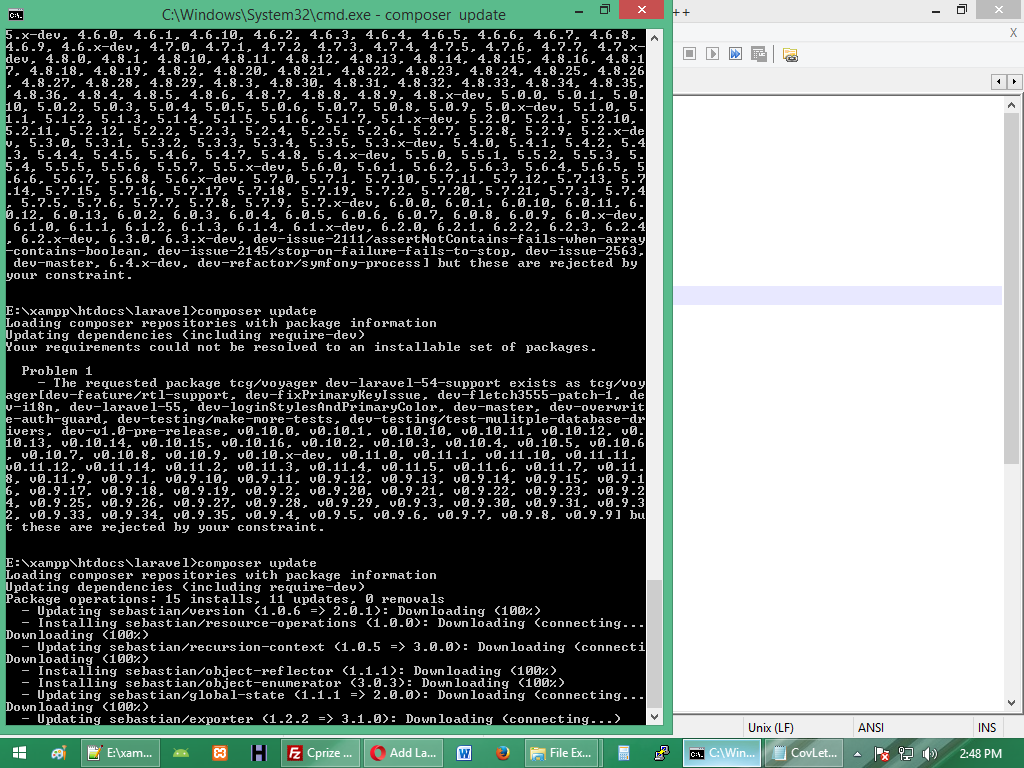 C:\Windows\System32\cmd.exe - composer update
++
5.x-dev, 4.6.0, 4.6.1, 4.6.10, 4.6.2, 4.6.3, 4.6.4, 4.6.5, 4.6.6, 4.6.7, 4.6.8,
4.6.9, 4.6.x-dev, 4.7.0, 4.7.1, 4.7.2, 4.7.3, 4.7.4, 4.7.5, 4.7.6, 4.7.7, 4.7.x-
dev, 4.8.0, 4.8.1, 4.8.10, 4.8.11, 4.8.12, 4.8.13, 4.8.14, 4.8.15, 4.8.16, 4.8.1
7, 4.8.18, 4.8.19, 4.8.2, 4.8.20, 4.8.21, 4.8.22, 4.8.23, 4.8.24, 4.8.25, 4.8.26
, 4.8.27, 4.8.28, 4.8.29, 4.8.3, 4.8.30, 4.8.31, 4.8.32, 4.8.33, 4.8.34, 4.8.35,
4.8.36, 4.8.4, 4.8.5, 4.8.6, 4.8.7, 4.8.8, 4.8.9, 4.8.x-dev, 5.0.0, 5.0.1, 5.0.
10, 5.0.2, 5.0.3, 5.0.4, 5.0.5, 5.0.6, 5.0.7, 5.0.8, 5.0.9, 5.0.x-dev, 5.1.0, 5.
1.1, 5.1.2, 5.1.3, 5.1.4, 5.1.5, 5.1.6, 5.1.7, 5.1.x-dev, 5.2.0, 5.2.1, 5.2.10,
5.2.11, 5.2.12, 5.2.2, 5.2.3, 5.2.4, 5.2.5, 5.2.6, 5.2.7, 5.2.8, 5.2.9, 5.2.x-de
v, 5.3.0, 5.3.1, 5.3.2, 5.3.3, 5.3.4, 5.3.5, 5.3.x-dev, 5.4.0, 5.4.1, 5.4.2, 5.4
.3, 5.4.4, 5.4.5, 5.4.6, 5.4.7, 5.4.8, 5.4.x-dev, 5.5.0, 5.5.1, 5.5.2, 5.5.3, 5.
5.4, 5.5.5, 5.5.6, 5.5.7, 5.5.x-dev, 5.6.0, 5.6.1, 5.6.2, 5.6.3, 5.6.4, 5.6.5, 5
.6.6, 5.6.7, 5.6.8, 5.6.x-dev, 5.7.0, 5.7.1, 5.7.10, 5.7.11, 5.7.12, 5.7.13, 5.7
.14, 5.7.15, 5.7.16, 5.7.17, 5.7.18, 5.7.19, 5.7.2, 5.7.20, 5.7.21, 5.7.3, 5.7.4
, 5.7.5, 5.7.6, 5.7.7, 5.7.8, 5.7.9, 5.7.x-dev, 6.0.0, 6.0.1, 6.0.10, 6.0.11, 6.
0.12, 6.0.13, 6.0.2, 6.0.3, 6.0.4, 6.0.5, 6.0.6, 6.0.7, 6.0.8, 6.0.9, 6.0.x-dev,
6.1.0, 6.1.1, 6.1.2, 6.1.3, 6.1.4, 6.1.x-dev, 6.2.0, 6.2.1, 6.2.2, 6.2.3, 6.2.4
, 6.2.x-dev, 6.3.0, 6.3.x-dev, dev-issue-2111/assertNotContains-fails-when-array
-contains-boolean, dev-issue-2145/stop-on-failure-fails-to-stop, dev-issue-2563,
dev-master, 6.4.x-dev, dev-refactor/symfony-process] but these are rejected by
your constraint.
E:\xampp\htdocs\laravel>composer update
Loading composer repositories with package information
Updating dependencies (including require-dev)
Your requirements could not be resolved to an installable set of packages.
Problem 1
- The requested package tcg/voyager dev-laravel-54-support exists as tcg/voy
ager[dev-feature/rtl-support, dev-fixPrimaryKeyIssue, dev-fletch3555-patch-1, de
v-i18n, dev-laravel-55, dev-loginStylesAndPrimaryColor, dev-master, dev-overwrit
e-auth-guard, dev-testing/make-more-tests, dev-testing/test-mulitple-database-dr
ivers, dev-v1.0-pre-release, v0.10.0, v0.10.1, v0.10.10, v0.10.11, v0.10.12, v0.
10.13, v0.10.14, v0.10.15, v0.10.16, v0.10.2, v0.10.3, v0.10.4, v0.10.5, v0.10.6
, v0.10.7, v0.10.8, v0.10.9, v0.10.x-dev, v0.11.0, v0.11.1, v0.11.10, v0.11.11,
v0.11.12, v0.11.14, v0.11.2, v0.11.3, v0.11.4, v0.11.5, v0.11.6, v0.11.7, v0.11.
8, v0.11.9, v0.9.1, v0.9.10, v0.9.11, v0.9.12, v0.9.13, v0.9.14, v0.9.15, v0.9.1
6, v0.9.17, v0.9.18, v0.9.19, v0.9.2, v0.9.20, v0.9.21, v0.9.22, v0.9.23, v0.9.2
4, v0.9.25, v0.9.26, v0.9.27, v0.9.28, v0.9.29, v0.9.3, v0.9.30, v0.9.31, v0.9.3
2, v0.9.33, v0.9.34, v0.9.35, v0.9.4, v0.9.5, v0.9.6, v0.9.7, v0.9.8, v0.9.9] bu
t these are rejected by your constraint.
E:\xampp\htdocs\laravel>composer update
Loading composer repositories with package information
Updating dependencies (including require-dev)
Package operations: 15 installs, 11 updates, 0 removals
- Updating sebastian/version (1.0.6 => 2.0.1): Downloading (100%)
- Installing sebastian/resource-operations (1.0.0): Downloading (connecting...
Downloading (100%)
- Updating sebastian/recursion-context (1.0.5 => 3.0.0): Downloading (connecti
Downloading (100%)
- Installing sebastian/object-reflector (1.1.1): Downloading (100%)
- Installing sebastian/object-enumerator (3.0.3): Downloading (100%)
- Updating sebastian/global-state (1.1.1 => 2.0.0): Downloading (connecting...
Downloading (100%)
- Updating sebastian/exporter (1.2.2 => 3.1.0): Downloading (connecting...)
Unix (LF) ANSI INS
E:\xam... Cprize ... Add La... File Ex... C:\Win... CovLet... 2:48 PM